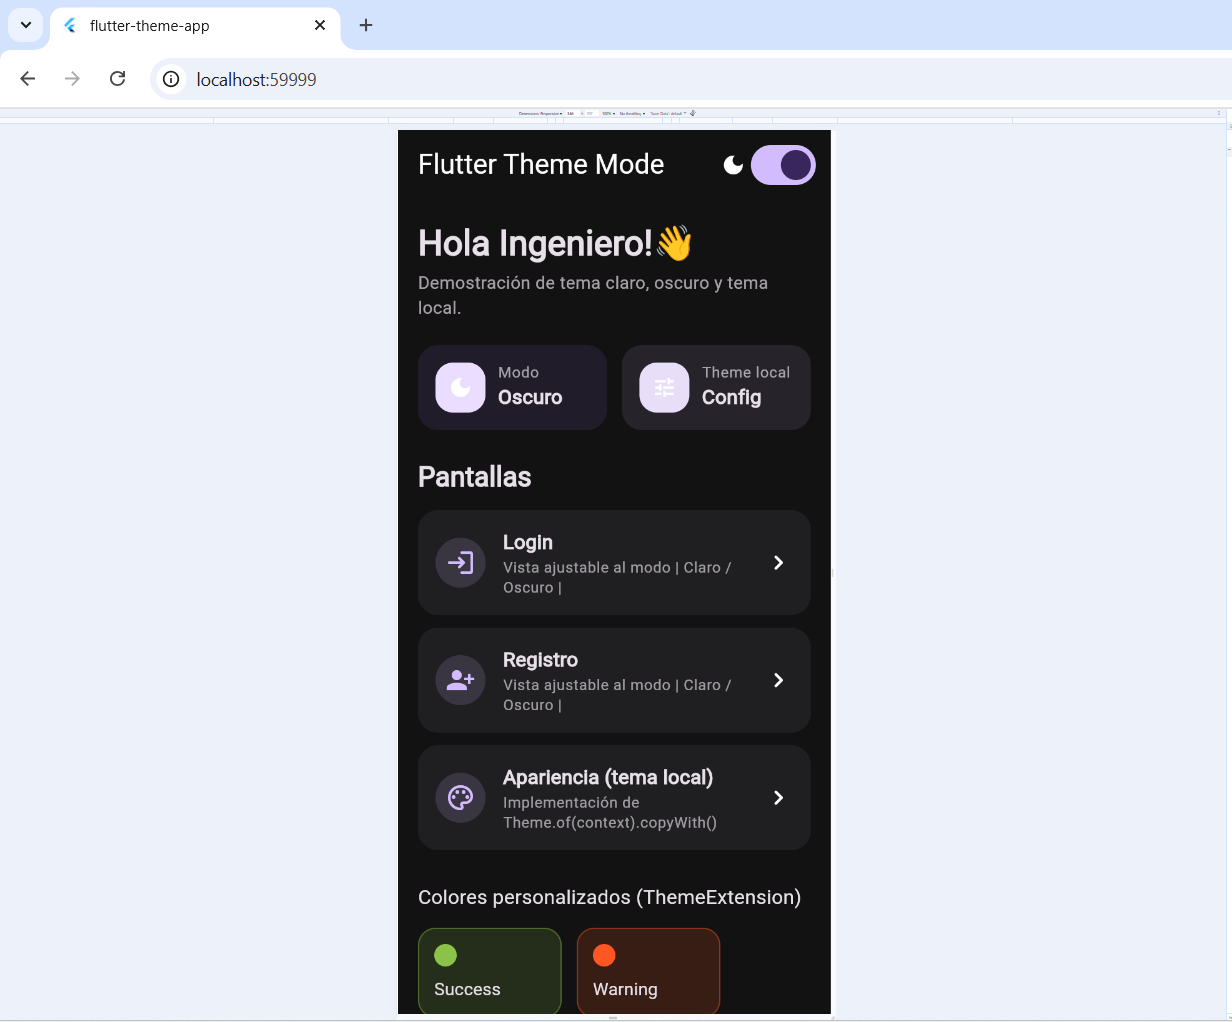 flutter-theme-app
localhost:59999
Flutter Theme Mode
Hola Ingeniero!👋
Demostración de tema claro, oscuro y tema
local.
Modo
Oscuro
Theme local
Config
Pantallas
Login
Vista ajustable al modo | Claro /
Oscuro |
Registro
Vista ajustable al modo | Claro /
Oscuro |
Apariencia (tema local)
Implementación de
Theme.of(context).copyWith()
Colores personalizados (ThemeExtension)
Success
Warning